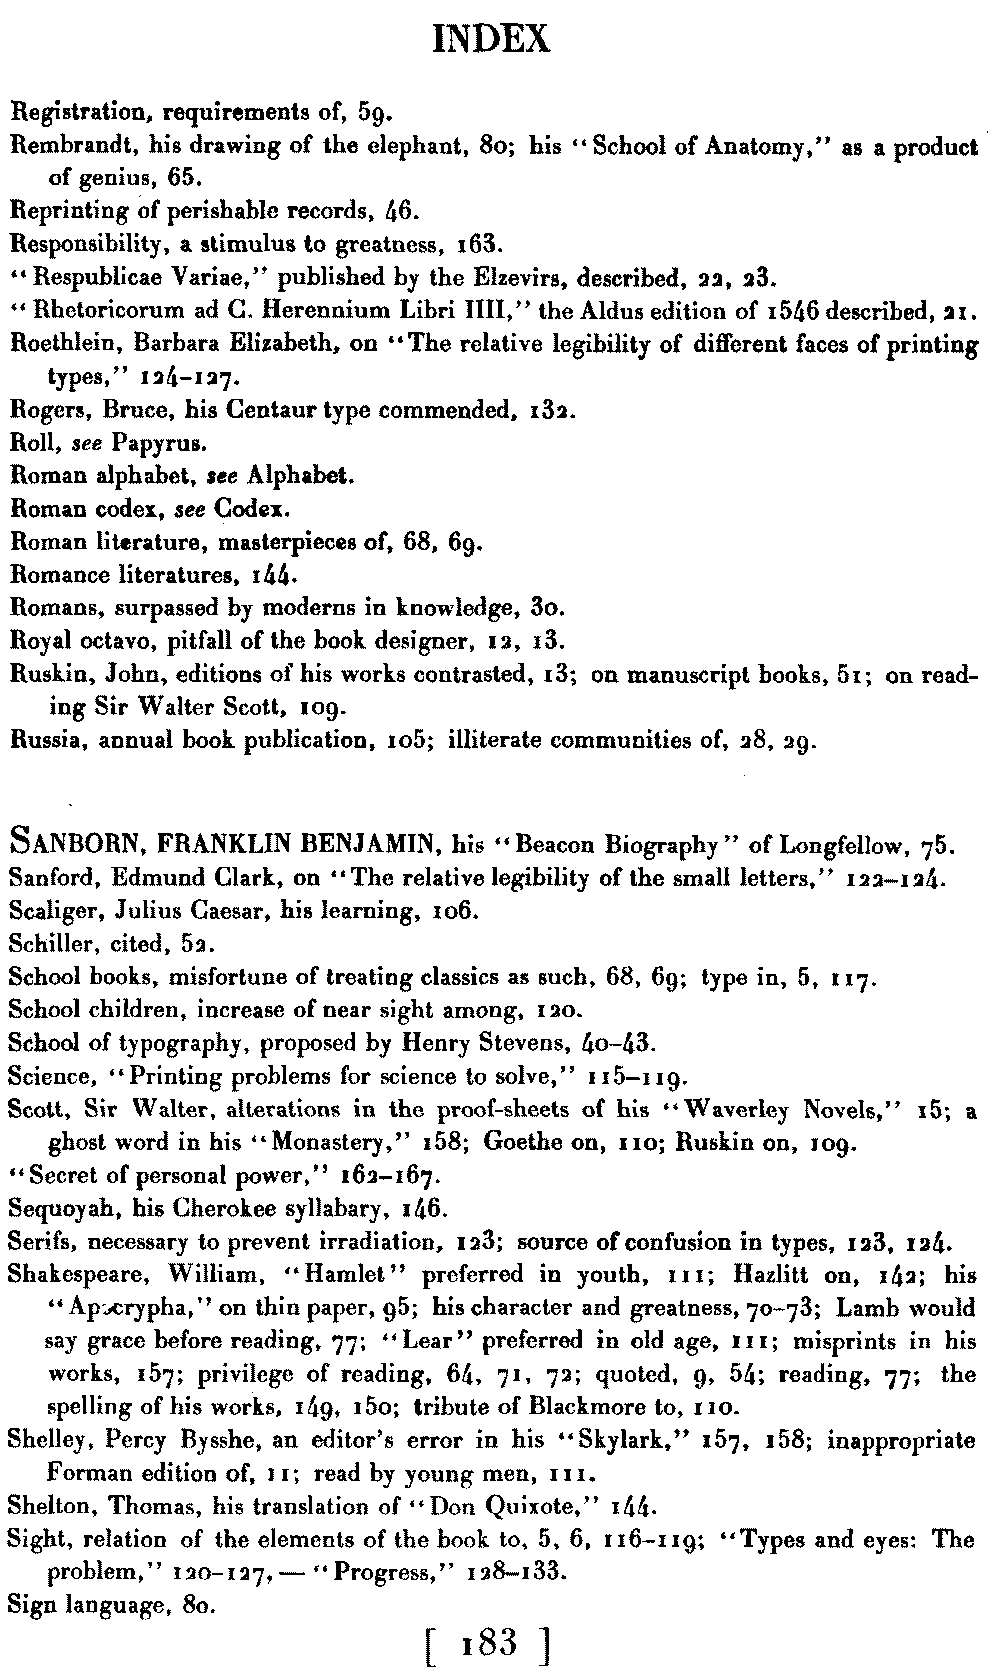 INDEX
Registration, requirements of, 59.
Rembrandt, his drawing of the elephant, 80; his "School of Anatomy," as a product
of genius, 65.
Reprinting of perishable records, 46.
Responsibility, a stimulus to greatness, 163.
"Respublicae Variae," published by the Elzevirs, described, 22, 23.
"Rhetoricorum ad C. Herennium Libri IIII," the Aldus edition of 1546 described, 21.
Roethlein, Barbara Elizabeth, on "The relative legibility of different faces of printing
types," 124–127.
Rogers, Bruce, his Centaur type commended, 132.
Roll, see Papyrus.
Roman alphabet, see Alphabet.
Roman codex, see Codex.
Roman literature, masterpieces of, 68, 69.
Romance literatures, 144.
Romans, surpassed by moderns in knowledge, 30.
Royal octavo, pitfall of the book designer, 12, 13.
Ruskin, John, editions of his works contrasted, 13; on manuscript books, 51; on read-
ing Sir Walter Scott, 109.
Russia, annual book publication, 105; illiterate communities of, 28, 29.
SANBORN, FRANKLIN BENJAMIN, his "Beacon Biography" of Longfellow, 75.
Sanford, Edmund Clark, on "The relative legibility of the small letters," 122–124.
Scaliger, Julius Caesar, his learning, 106.
Schiller, cited, 52.
School books, misfortune of treating classics as such, 68, 69; type in, 5, 117.
School children, increase of near sight among, 120.
School of typography, proposed by Henry Stevens, 40–43.
Science, "Printing problems for science to solve," 115–119.
Scott, Sir Walter, alterations in the proof-sheets of his "Waverley Novels," 15; a
ghost word in his "Monastery," 158; Goethe on, 110; Ruskin on, 109.
"Secret of personal power," 162–167.
Sequoyah, his Cherokee syllabary, 146.
Serifs, necessary to prevent irradiation, 123; source of confusion in types, 123, 124.
Shakespeare, William, "Hamlet" preferred in youth, 111; Hazlitt on, 142; his
"Apocrypha," on thin paper, 95; his character and greatness, 70–73; Lamb would
say grace before reading, 77; "Lear" preferred in old age, 111; misprints in his
works, 157; privilege of reading, 64, 71, 72; quoted, 9, 54; reading, 77; the
spelling of his works, 149, 150; tribute of Blackmore to, 110.
Shelley, Percy Bysshe, an editor's error in his "Skylark," 157, 158; inappropriate
Forman edition of, 11; read by young men, 111.
Shelton, Thomas, his translation of "Don Quixote," 144.
Sight, relation of the elements of the book to, 5, 6, 116–119; "Types and eyes: The
problem," 120–127,— "Progress," 128–133.
Sign language, 80.
[ 183 ]